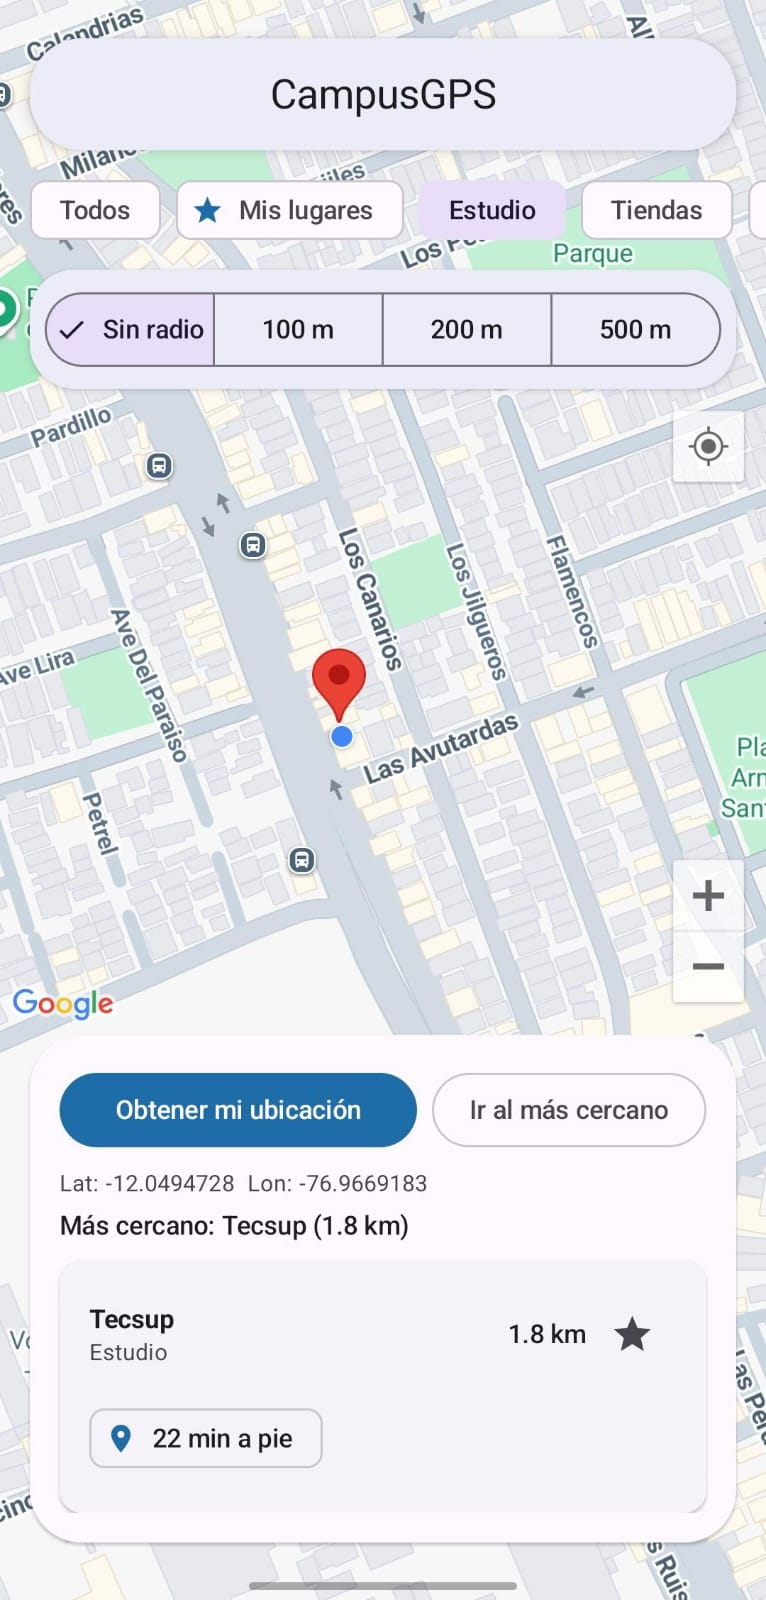 Calandrias
CampusGPS
Todos
Mis lugares
Estudio
Tiendas
Los
Parque
Sin radio
100 m
200 m
500 m
Pardillo
Los Canarios
Los Jilgueros
Flamencos
Ave Del Paraiso
Ave Lira
Las Avutardas
Petrel
Google
Obtener mi ubicación
Ir al más cercano
Lat: -12.0494728 Lon: -76.9669183
Más cercano: Tecsup (1.8 km)
Tecsup
1.8 km
Estudio
22 min a pie